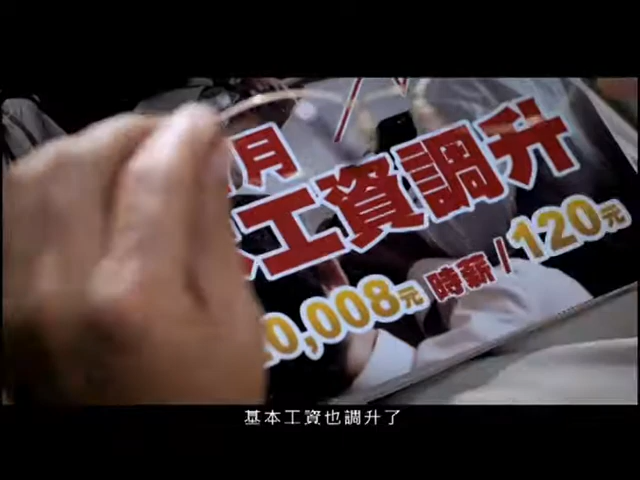 月
工資調升
0,008元 時薪/120元
基本工資也調升了